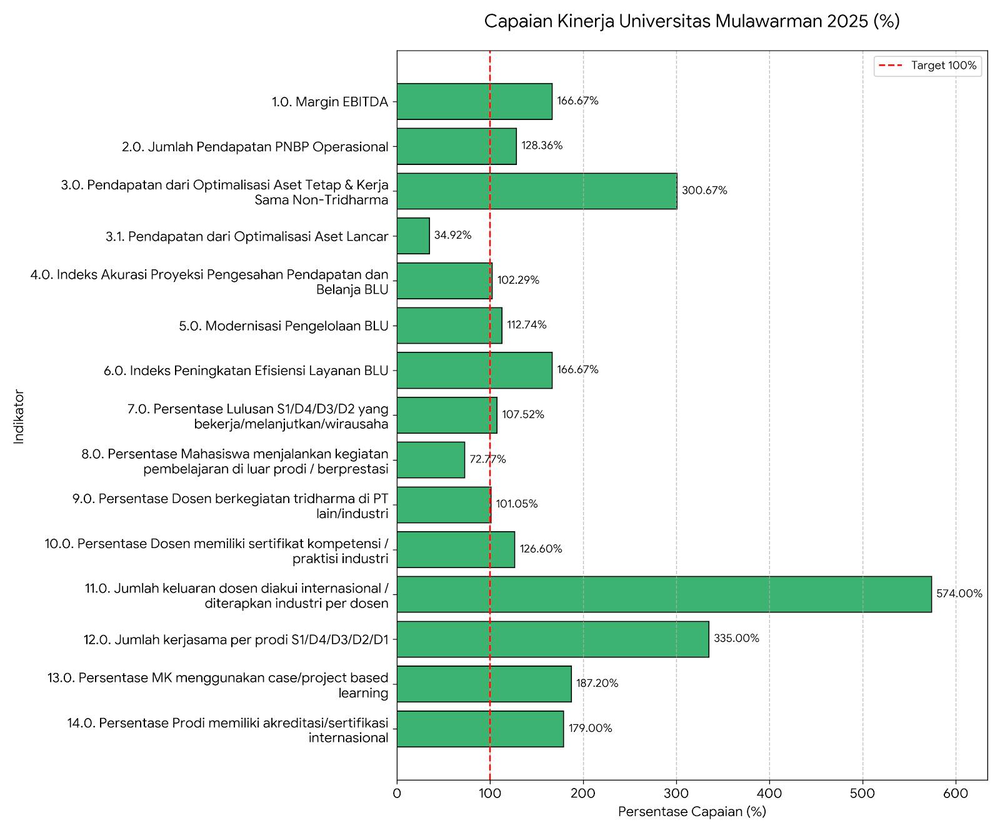 Capaian Kinerja Universitas Mulawarman 2025 (%)
Target 100%
Indikator
1.0. Margin EBITDA
166.67%
2.0. Jumlah Pendapatan PNBP Operasional
128.36%
3.0. Pendapatan dari Optimalisasi Aset Tetap & Kerja
Sama Non-Tridharma
300.67%
3.1. Pendapatan dari Optimalisasi Aset Lancar
34.92%
4.0. Indeks Akurasi Proyeksi Pengesahan Pendapatan dan
Belanja BLU
102.29%
5.0. Modernisasi Pengelolaan BLU
112.74%
6.0. Indeks Peningkatan Efisiensi Layanan BLU
166.67%
7.0. Persentase Lulusan S1/D4/D3/D2 yang
bekerja/melanjutkan/wirausaha
107.52%
8.0. Persentase Mahasiswa menjalankan kegiatan
pembelajaran di luar prodi / berprestasi
72.77%
9.0. Persentase Dosen berkegiatan tridharma di PT
lain/industri
101.05%
10.0. Persentase Dosen memiliki sertifikat kompetensi /
praktisi industri
126.60%
11.0. Jumlah keluaran dosen diakui internasional /
diterapkan industri per dosen
574.00%
12.0. Jumlah kerjasama per prodi S1/D4/D3/D2/D1
335.00%
13.0. Persentase MK menggunakan case/project based
learning
187.20%
14.0. Persentase Prodi memiliki akreditasi/sertifikasi
internasional
179.00%
0 100 200 300 400 500 600
Persentase Capaian (%)